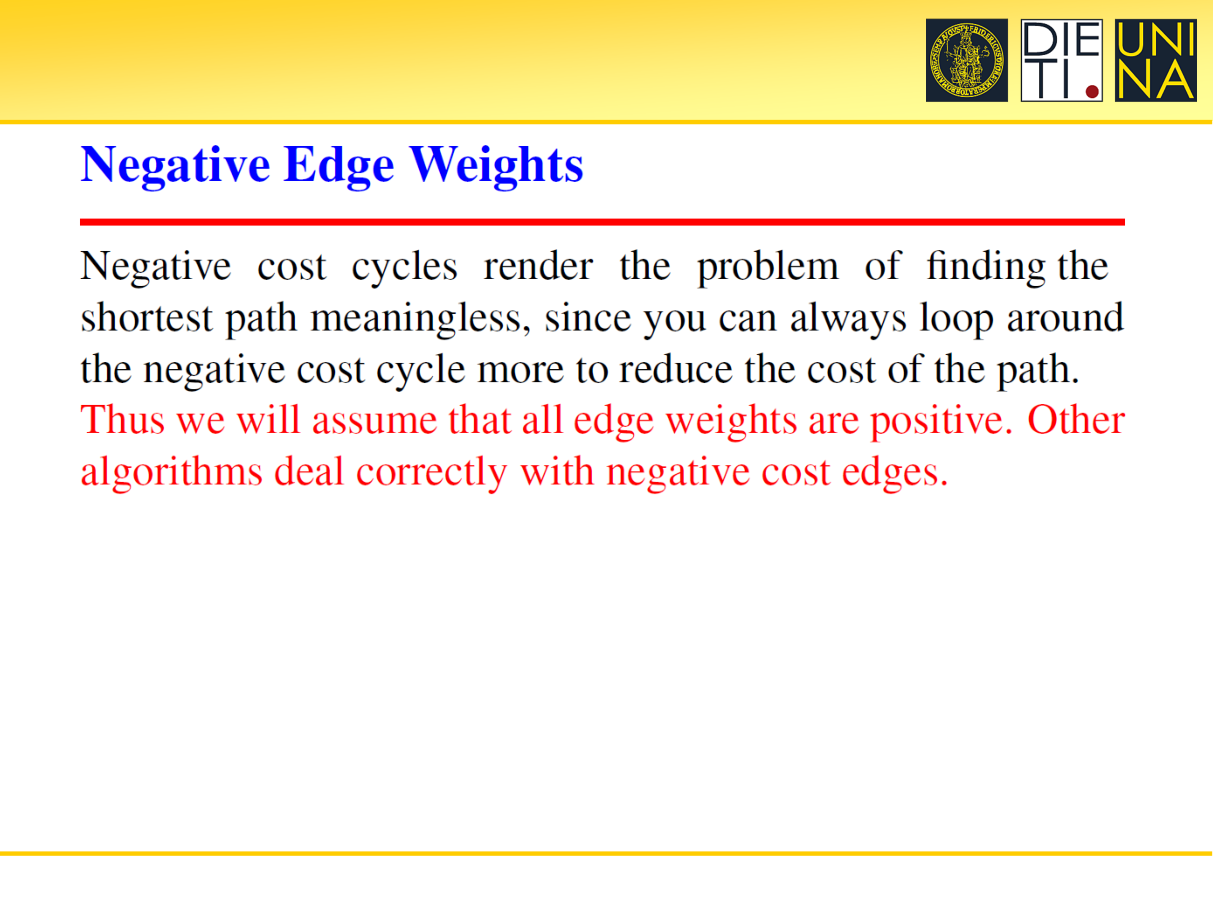 DIE
TI.
UNI
NA
Negative Edge Weights
Negative cost cycles render the problem of finding the
shortest path meaningless, since you can always loop around
the negative cost cycle more to reduce the cost of the path.
Thus we will assume that all edge weights are positive. Other
algorithms deal correctly with negative cost edges.